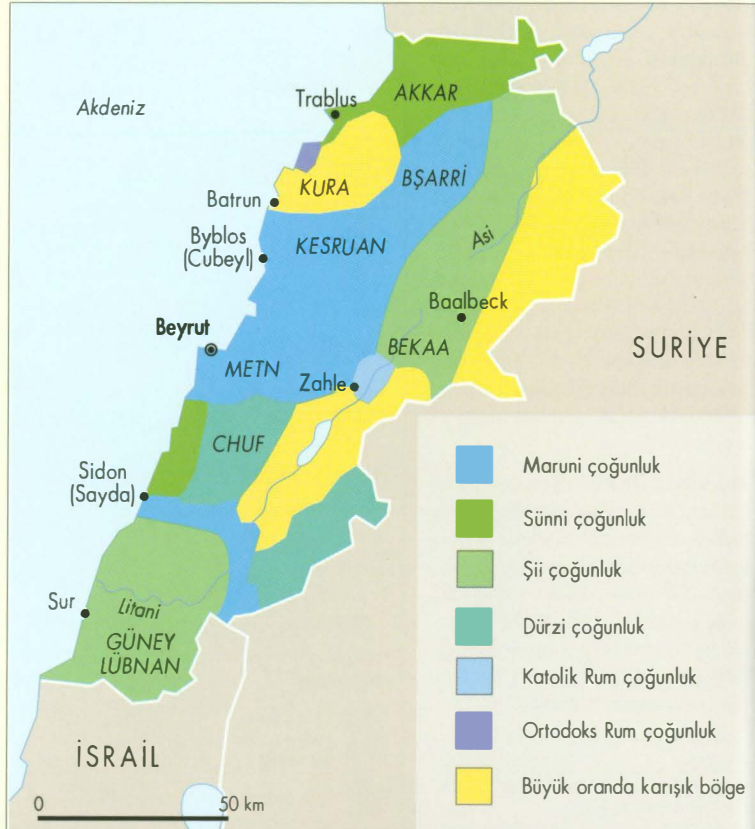 Akdeniz
Trablus
AKKAR
KURA
BŞARRİ
Batrun
KESRUAN
Byblos
(Cubeyl)
Asi
Baalbeck
Beyrut
BEKAA
SURİYE
METN
Zahle
CHUF
Sidon
(Sayda)
Sur
Litani
GÜNEY
LÜBNAN
İSRAİL
0 50 km
Maruni çoğunluk
Sünni çoğunluk
Şii çoğunluk
Dürzi çoğunluk
Katolik Rum çoğunluk
Ortodoks Rum çoğunluk
Büyük oranda karışık bölge